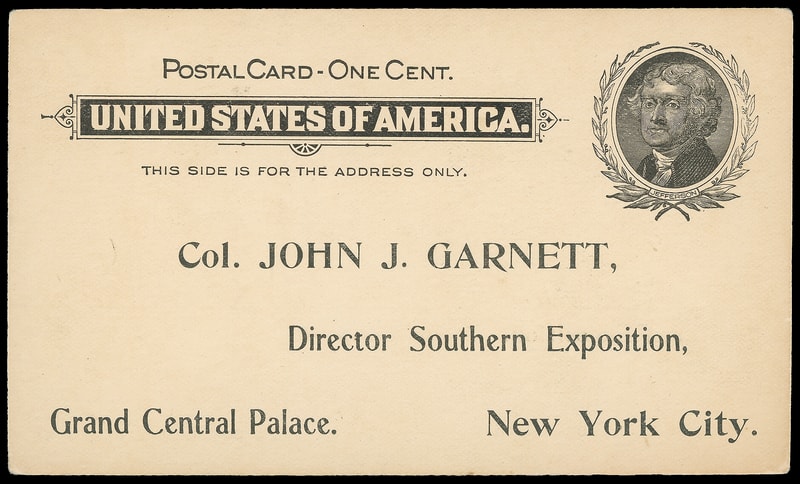 POSTAL CARD - ONE CENT.
UNITED STATES OF AMERICA.
THIS SIDE IS FOR THE ADDRESS ONLY.
JEFFERSON
Col. JOHN J. GARNETT,
Director Southern Exposition,
Grand Central Palace. New York City.